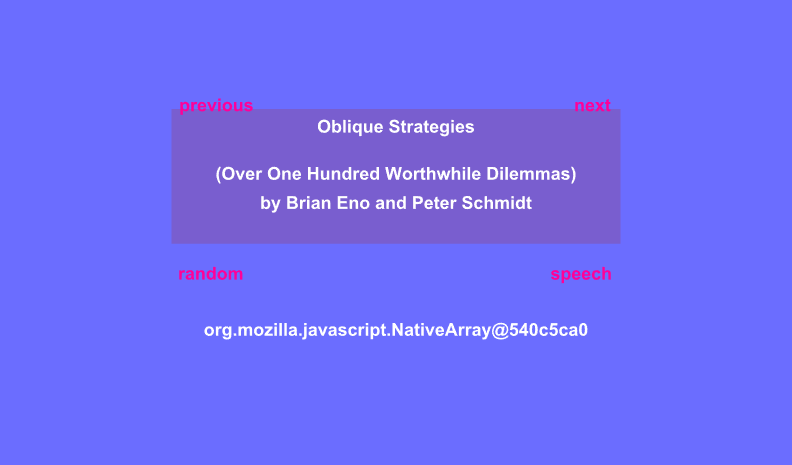 previous next
Oblique Strategies
(Over One Hundred Worthwhile Dilemmas)
by Brian Eno and Peter Schmidt
random speech
org.mozilla.javascript.NativeArray@540c5ca0